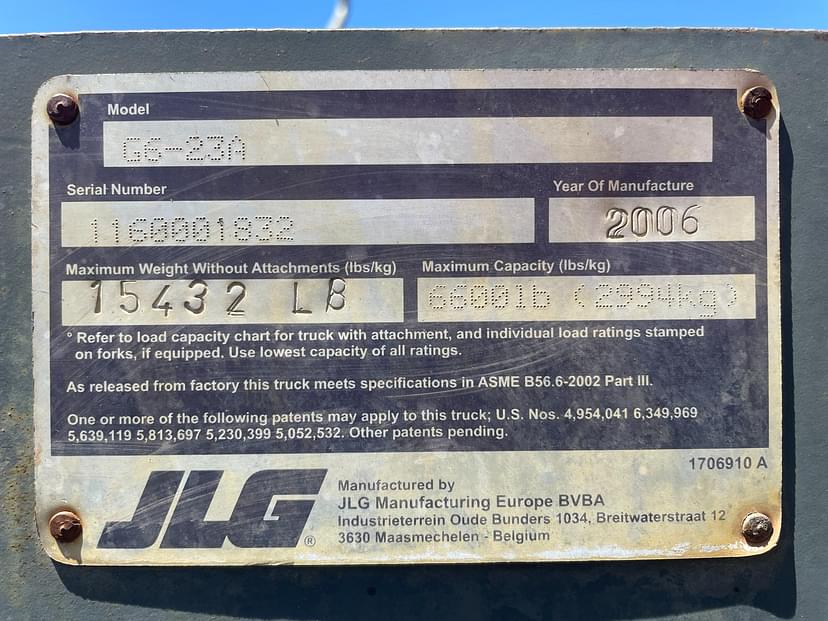 Model
G6-23A
Serial Number Year Of Manufacture
1160001832 2006
Maximum Weight Without Attachments (lbs/kg) Maximum Capacity (lbs/kg)
15432 LB 6600lb (2994kg)
° Refer to load capacity chart for truck with attachment, and individual load ratings stamped
on forks, if equipped. Use lowest capacity of all ratings.
As released from factory this truck meets specifications in ASME B56.6-2002 Part III.
One or more of the following patents may apply to this truck; U.S. Nos. 4,954,041 6,349,969
5,639,119 5,813,697 5,230,399 5,052,532. Other patents pending.
1706910 A
JLG®
Manufactured by
JLG Manufacturing Europe BVBA
Industrieterrein Oude Bunders 1034, Breitwaterstraat 12
3630 Maasmechelen - Belgium